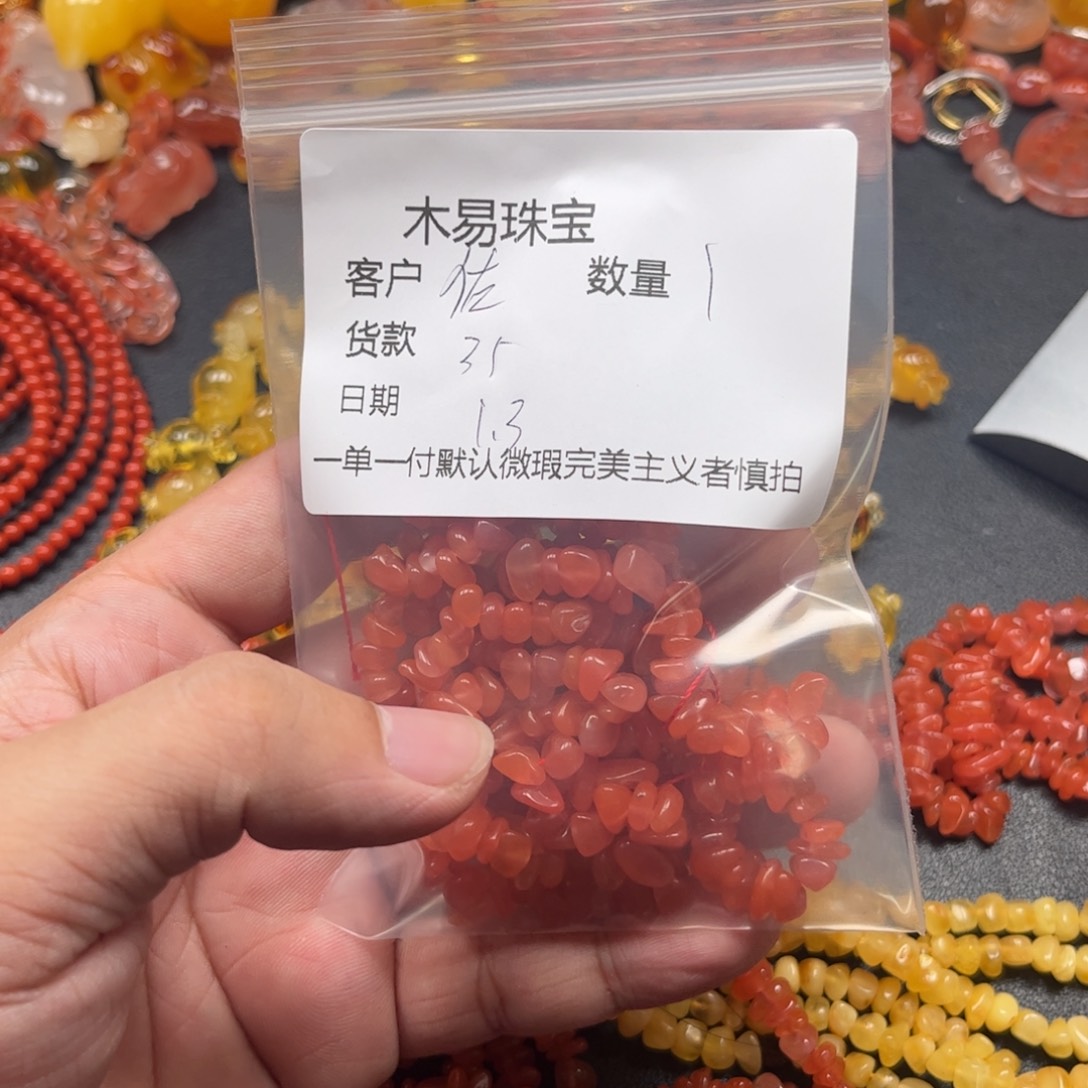 木易珠宝
客户 佑 数量 1
货款 35
日期 1.3
一单一付默认微瑕完美主义者慎拍